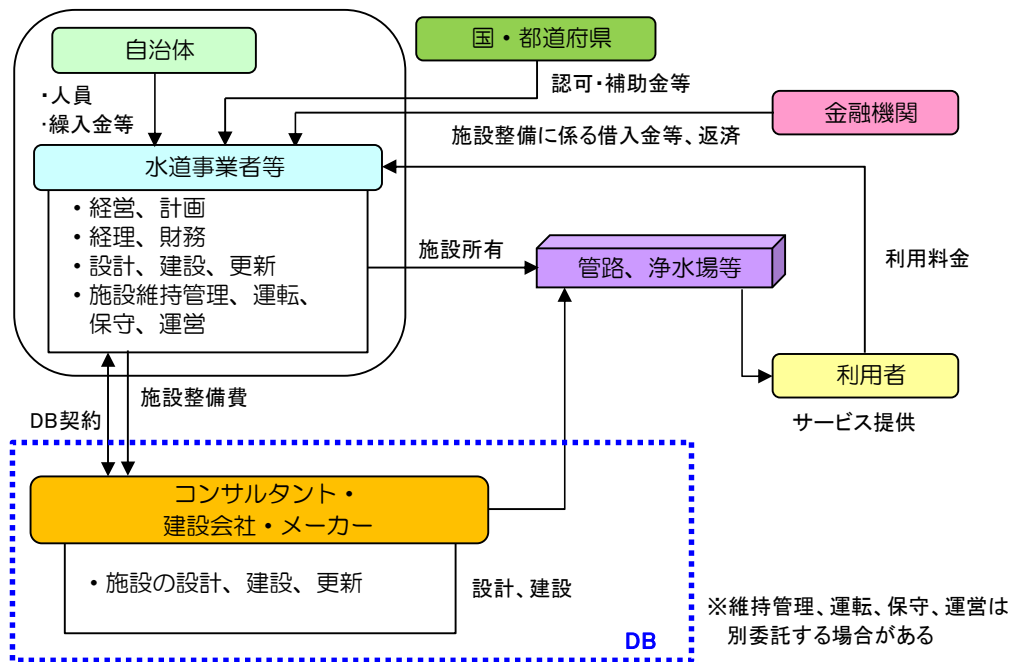 自治体
国・都道府県
・人員
・繰入金等
認可・補助金等
金融機関
施設整備に係る借入金等、返済
水道事業者等
・経営、計画
・経理、財務
・設計、建設、更新
・施設維持管理、運転、
保守、運営
施設所有
管路、浄水場等
利用料金
利用者
サービス提供
施設整備費
DB契約
コンサルタント・
建設会社・メーカー
・施設の設計、建設、更新
設計、建設
DB
※維持管理、運転、保守、運営は
別委託する場合がある